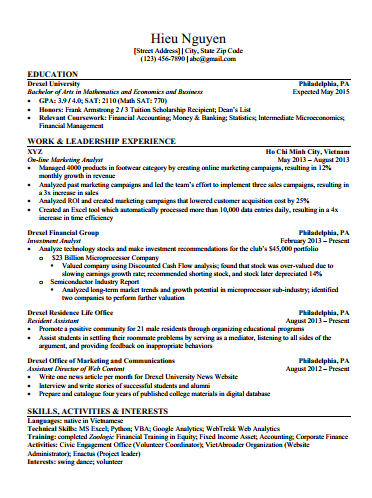 Hieu Nguyen
[Street Address] | City, State Zip Code
(123) 456-7890 | abc@gmail.com
EDUCATION
Drexel University Philadelphia, PA
Bachelor of Arts in Mathematics and Economics and Business Expected May 2015
• GPA: 3.9 / 4.0; SAT: 2110 (Math SAT: 770)
• Honors: Frank Armstrong 2 / 3 Tuition Scholarship Recipient; Dean's List
• Relevant Coursework: Financial Accounting; Money & Banking; Statistics; Intermediate Microeconomics;
Financial Management
WORK & LEADERSHIP EXPERIENCE
XYZ Ho Chi Minh City, Vietnam
On-line Marketing Analyst May 2013 – August 2013
• Managed 4000 products in footwear category by creating online marketing campaigns, resulting in 12%
monthly growth in revenue
• Analyzed past marketing campaigns and led the team's effort to implement three sales campaigns, resulting in
a 3x increase in sales
• Analyzed ROI and created marketing campaigns that lowered customer acquisition cost by 25%
• Created an Excel tool which automatically processed more than 10,000 data entries daily, resulting in a 4x
increase in time efficiency
Drexel Financial Group Philadelphia, PA
Investment Analyst February 2013 – Present
• Analyze technology stocks and make investment recommendations for the club's $45,000 portfolio
o $23 Billion Microprocessor Company
▪ Valued company using Discounted Cash Flow analysis; found that stock was over-valued due to
slowing earnings growth rate; recommended shorting stock, and stock later depreciated 14%
o Semiconductor Industry Report
▪ Analyzed long-term market trends and growth potential in microprocessor sub-industry; identified
two companies to perform further valuation
Drexel Residence Life Office Philadelphia, PA
Resident Assistant August 2013 – Present
• Promote a positive community for 21 male residents through organizing educational programs
• Assist students in settling their roommate problems by serving as a mediator, listening to all sides of the
argument, and providing feedback on inappropriate behaviors
Drexel Office of Marketing and Communications Philadelphia, PA
Assistant Director of Web Content August 2012 – Present
• Write one news article per month for Drexel University News Website
• Interview and write stories of successful students and alumni
• Prepare and catalogue four years of published college materials in digital database
SKILLS, ACTIVITIES & INTERESTS
Languages: native in Vietnamese
Technical Skills: MS Excel; Python; VBA; Google Analytics; WebTrekk Web Analytics
Training: completed Zoologic Financial Training in Equity; Fixed Income Asset; Accounting; Corporate Finance
Activities: Civic Engagement Office (Volunteer Coordinator); VietAbroader Organization (Website
Coordinator); Enactus (Project leader)
Interests: swing dance; volunteer